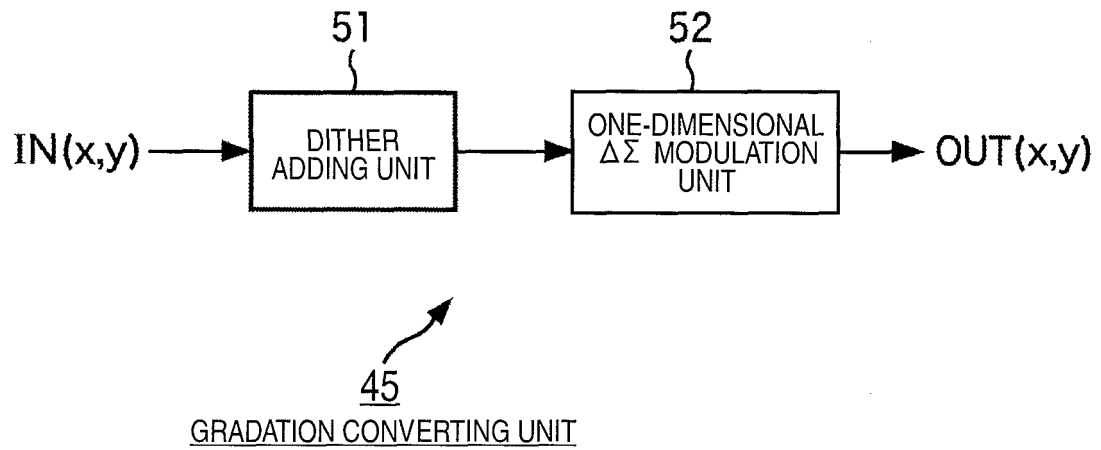 51
52
IN(x,y)
DITHER
ADDING UNIT
ONE-DIMENSIONAL
ΔΣ MODULATION
UNIT
OUT(x,y)
45
GRADATION CONVERTING UNIT